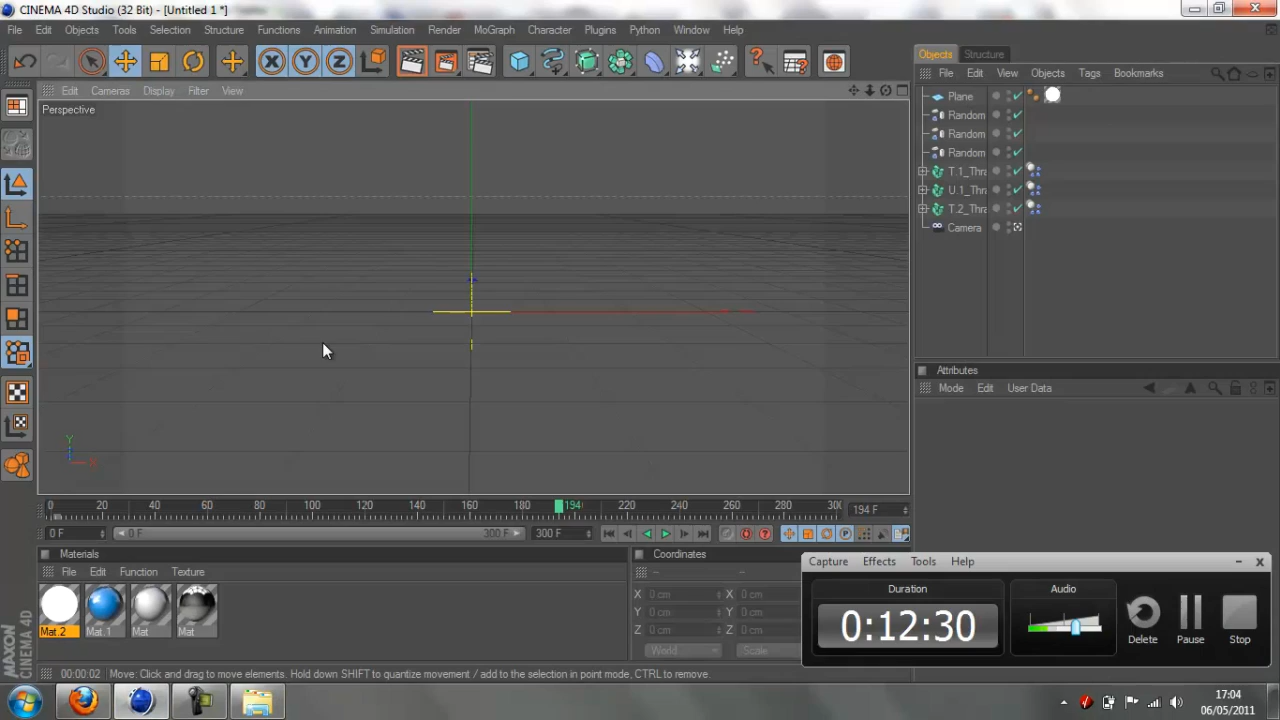 CINEMA 4D Studio (32 Bit) - [Untitled 1 *]
File Edit Objects Tools Selection Structure Functions Animation Simulation Render MoGraph Character Plugins Window Help
Edit Cameras Display Filter View
Perspective
Y
X
0 20 40 60 80 100 120 140 160 180 194 220 240 260 280 30
194 F
0 F
0 F
300 F
300 F
Materials
File Edit Function Texture
Mat.2
Mat.1
Mat
Mat
MAXON
CINEMA 4D
Coordinates
--
--
X 0 cm X 0 cm
Y 0 cm Y 0 cm
Z 0 cm Z 0 cm
World
Scale
00:00:02 Move: Click and drag to move elements. Hold down SHIFT to quantize movement / add to the selection in point mode, CTRL to remove.
Objects Structure
File Edit View Objects Tags Bookmarks
Plane
Random
Random
Random
T.1_Thra
U.1_Thra
T.2_Thra
Camera
Attributes
Mode Edit User Data
Capture Effects Tools Help
Duration
0:12:30
Audio
Delete
Pause
Stop
17:04
06/05/2011